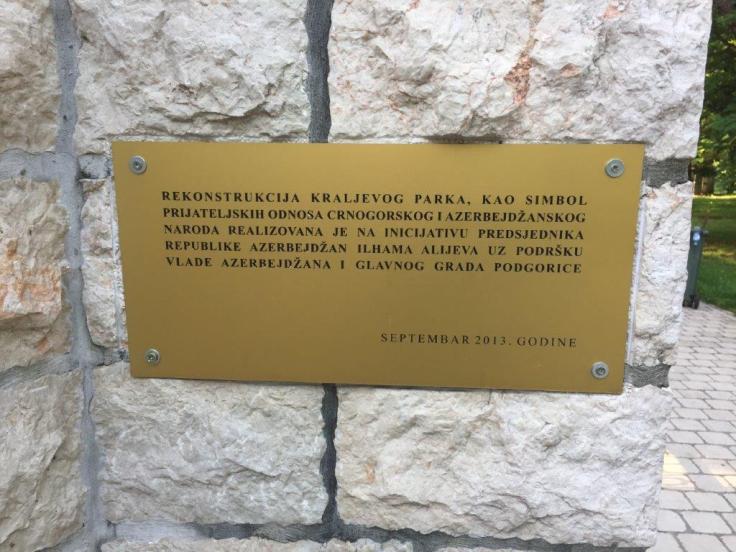 REKONSTRUKCIJA KRALJEVOG PARKA, KAO SIMBOL
PRIJATELJSKIH ODNOSA CRNOGORSKOG I AZERBEJDŽANSKOG
NARODA REALIZOVANA JE NA INICIJATIVU PREDSJEDNIKA
REPUBLIKE AZERBEJDŽAN ILHAMA ALIJEVA UZ PODRŠKU
VLADE AZERBEJDŽANA I GLAVNOG GRADA PODGORICE
SEPTEMBAR 2013. GODINE